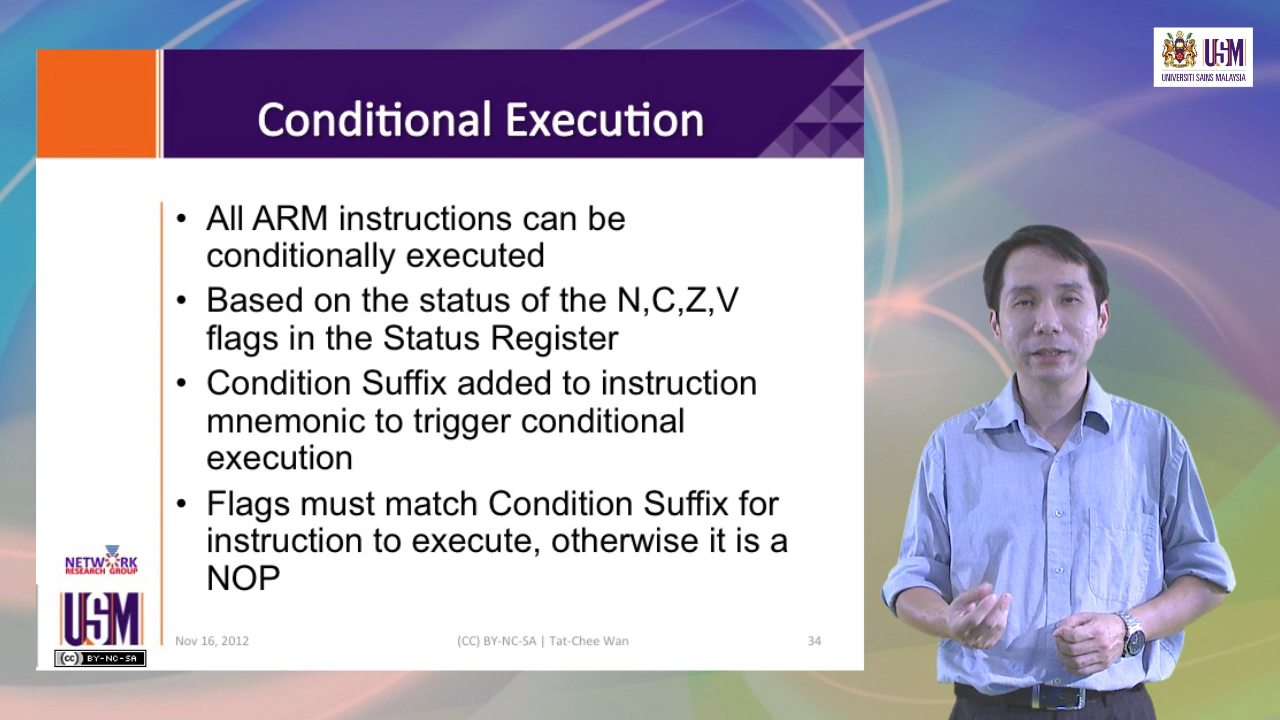 USM
UNIVERSITI SAINS MALAYSIA
Conditional Execution
• All ARM instructions can be
conditionally executed
• Based on the status of the N,C,Z,V
flags in the Status Register
• Condition Suffix added to instruction
mnemonic to trigger conditional
execution
• Flags must match Condition Suffix for
instruction to execute, otherwise it is a
NOP
NETWORK
RESEARCH GROUP
USM
(cc) BY-NC-SA
Nov 16, 2012
(CC) BY-NC-SA | Tat-Chee Wan
34